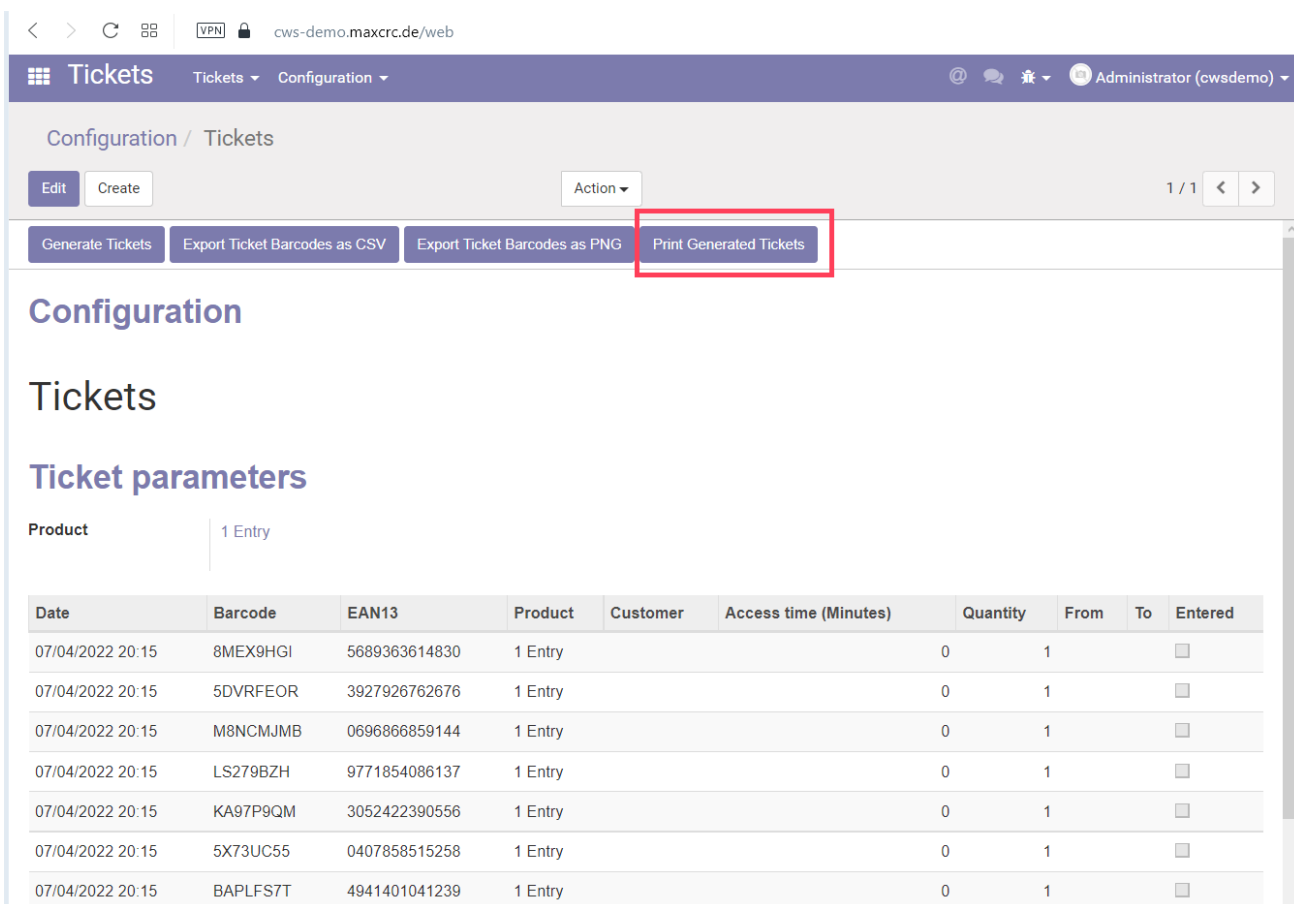 VPN cws-demo.maxcrc.de/web
Tickets Tickets Configuration @ Administrator (cwsdemo)
Configuration / Tickets
Edit Create Action 1 / 1
Generate Tickets Export Ticket Barcodes as CSV Export Ticket Barcodes as PNG Print Generated Tickets
Configuration
Tickets
Ticket parameters
Product 1 Entry
Date Barcode EAN13 Product Customer Access time (Minutes) Quantity From To Entered
07/04/2022 20:15 8MEX9HGI 5689363614830 1 Entry 0 1
07/04/2022 20:15 5DVRFEOR 3927926762676 1 Entry 0 1
07/04/2022 20:15 M8NCMJMB 0696866859144 1 Entry 0 1
07/04/2022 20:15 LS279BZH 9771854086137 1 Entry 0 1
07/04/2022 20:15 KA97P9QM 3052422390556 1 Entry 0 1
07/04/2022 20:15 5X73UC55 0407858515258 1 Entry 0 1
07/04/2022 20:15 BAPLFS7T 4941401041239 1 Entry 0 1